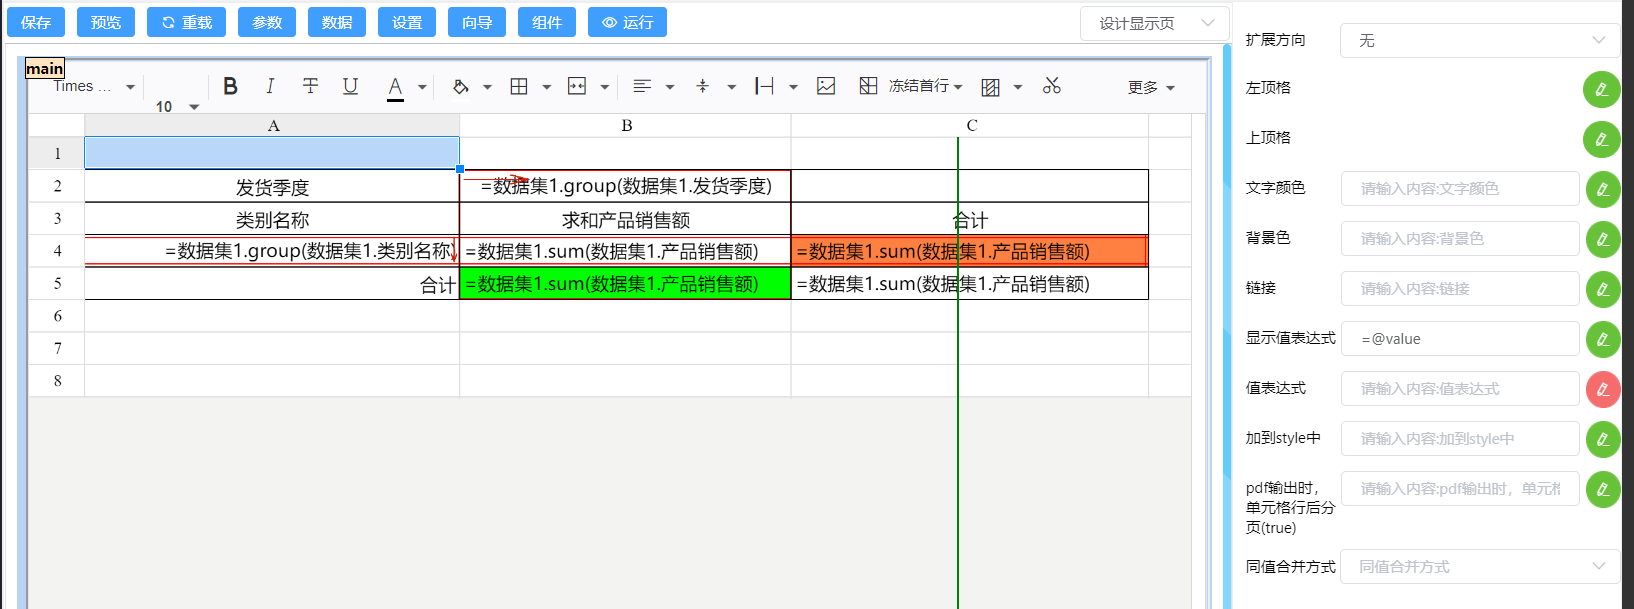 保存 预览 重载 参数 数据 设置 向导 组件 运行 设计显示页
main
Times ... 10 B I T U A 冻结首行 更多
A B C
1
2 发货季度 =数据集1.group(数据集1.发货季度)
3 类别名称 求和产品销售额 合计
4 =数据集1.group(数据集1.类别名称) =数据集1.sum(数据集1.产品销售额) =数据集1.sum(数据集1.产品销售额)
5 合计 =数据集1.sum(数据集1.产品销售额) =数据集1.sum(数据集1.产品销售额)
6
7
8
扩展方向 无
左顶格
上顶格
文字颜色 请输入内容:文字颜色
背景色 请输入内容:背景色
链接 请输入内容:链接
显示值表达式 =@value
值表达式 请输入内容:值表达式
加到style中 请输入内容:加到style中
pdf输出时， 请输入内容:pdf输出时，单元格
单元格行后分
页(true)
同值合并方式 同值合并方式